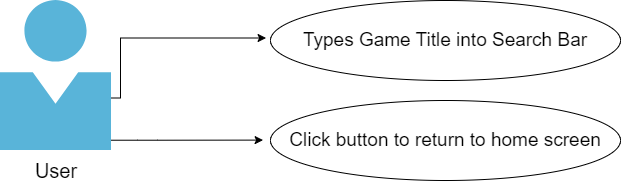 Types Game Title into Search Bar
Click button to return to home screen
User